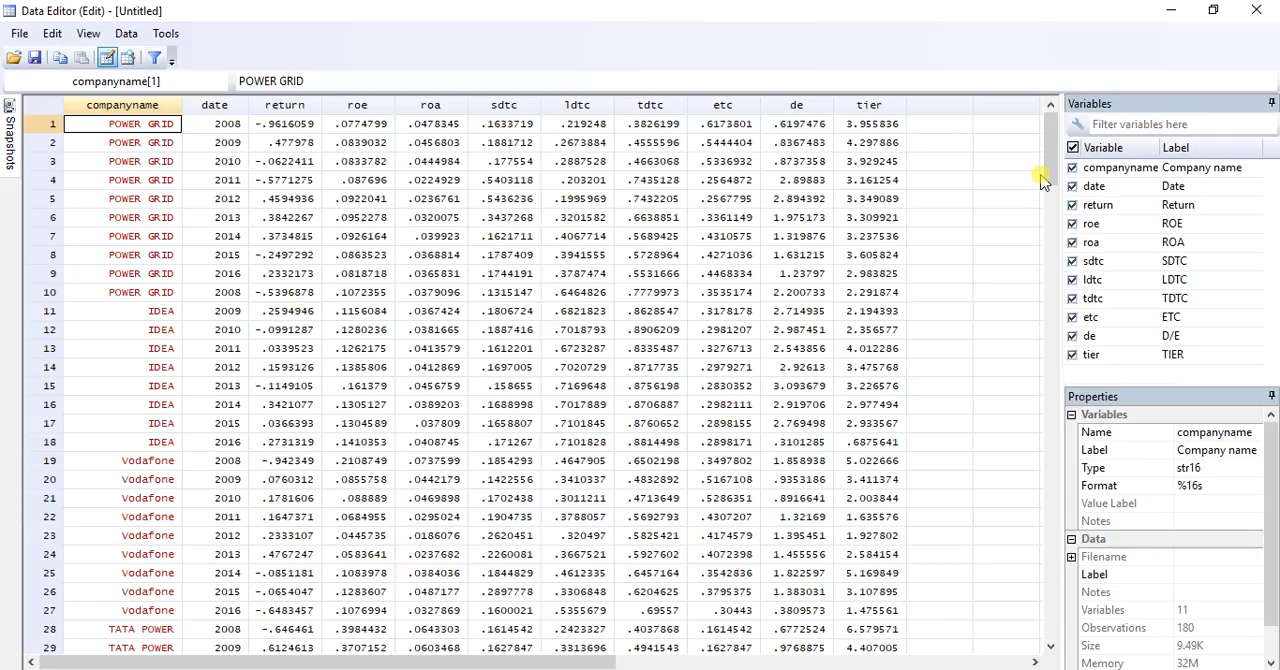 Data Editor (Edit) - [Untitled]
File Edit View Data Tools
companyname[1] POWER GRID
Snapshots
companyname date return roe roa sdtc ldtc tdtc etc de tier
1 POWER GRID 2008 -.9616059 .0774799 .0478345 .1633719 .219248 .3826199 .6173801 .6197476 3.955836
2 POWER GRID 2009 .477978 .0839632 .0456803 .1881712 .2673884 .4555596 .5444404 .8367483 4.297886
3 POWER GRID 2010 -.0622411 .0833782 .0444984 .177554 .2887528 .4663068 .5336932 .8737358 3.929245
4 POWER GRID 2011 -.5771275 .087696 .0224929 .5403118 .203201 .7435128 .2564872 2.89883 3.161254
5 POWER GRID 2012 .4594936 .0922041 .0236761 .5436236 .1995969 .7432205 .2567795 2.894392 3.349089
6 POWER GRID 2013 .3842267 .0952278 .0320075 .3437268 .3201582 .6638851 .3361149 1.975173 3.309921
7 POWER GRID 2014 .3734815 .0926164 .039923 .1621711 .4067714 .5689425 .4310575 1.319876 3.237536
8 POWER GRID 2015 -.2497292 .0863523 .0368814 .1787409 .3941555 .5728964 .4271036 1.631215 3.605824
9 POWER GRID 2016 .2332173 .0818718 .0365831 .1744191 .3787474 .5531666 .4468334 1.23797 2.983825
10 POWER GRID 2008 -.5396878 .1072355 .0379096 .1315147 .6464826 .7779973 .3535174 2.200733 2.291874
11 IDEA 2009 .2594946 .1156084 .0367424 .1806724 .6821823 .8628547 .3178178 2.714935 2.194393
12 IDEA 2010 -.0991287 .1280236 .0381665 .1887416 .7018793 .8906209 .2981207 2.987451 2.356577
13 IDEA 2011 .0339523 .1262575 .0413579 .1612201 .6723287 .8335487 .3276713 2.543856 4.012286
14 IDEA 2012 .1593126 .1385806 .0412869 .1697005 .7020729 .8717735 .2979271 2.92613 3.475768
15 IDEA 2013 -.1149105 .161379 .0456759 .158655 .7169648 .8756198 .2830352 3.093679 3.226576
16 IDEA 2014 .3421077 .1305127 .0389203 .1688998 .7017889 .8706887 .2982111 2.919706 2.977494
17 IDEA 2015 .0366393 .1304589 .037809 .1658807 .7101845 .8760652 .2898155 2.769498 2.933567
18 IDEA 2016 .2731319 .1410353 .0408745 .171267 .7101828 .8814498 .2898171 .3101285 .6875641
19 Vodafone 2008 -.942349 .2108749 .0737599 .1854293 .4647905 .6502198 .3497802 1.858938 5.022666
20 Vodafone 2009 .0760312 .0855758 .0442179 .1422556 .3410337 .4832892 .5167108 .9353186 3.411374
21 Vodafone 2010 .1781606 .088889 .0469898 .1702438 .3011211 .4713649 .5286351 .8916641 2.003844
22 Vodafone 2011 .1647371 .0684955 .0295024 .1904735 .3788057 .5692793 .4307207 1.32169 1.635576
23 Vodafone 2012 .2333107 .0445735 .0186076 .2620451 .320497 .5825421 .4174579 1.395451 1.927802
24 Vodafone 2013 .4767247 .0583641 .0237682 .2260081 .3667521 .5927602 .4072398 1.455556 2.584154
25 Vodafone 2014 -.0851181 .1083978 .0384036 .1844829 .4612335 .6457164 .3542836 1.822597 5.169849
26 Vodafone 2015 -.0654047 .1283607 .0487177 .2897778 .3306848 .6204625 .3795375 1.383031 3.107895
27 Vodafone 2016 -.6483457 .1076994 .0327869 .1600021 .5355679 .69557 .30443 .3809573 1.475561
28 TATA POWER 2008 -.646461 .3984432 .0643303 .1614542 .2423327 .4037868 .1614542 .6772524 6.579571
29 TATA POWER 2009 .6124613 .3707152 .0603468 .1627847 .3313696 .4941543 .1627847 .9768875 4.407005
Variables
Filter variables here
Variable Label
companyname Company name
date Date
return Return
roe ROE
roa ROA
sdtc SDTC
ldtc LDTC
tdtc TDTC
etc ETC
de D/E
tier TIER
Properties
Variables
Name companyname
Label Company name
Type str16
Format %16s
Value Label
Notes
Data
Filename
Label
Notes
Variables 11
Observations 180
Size 9.49K
Memory 32M